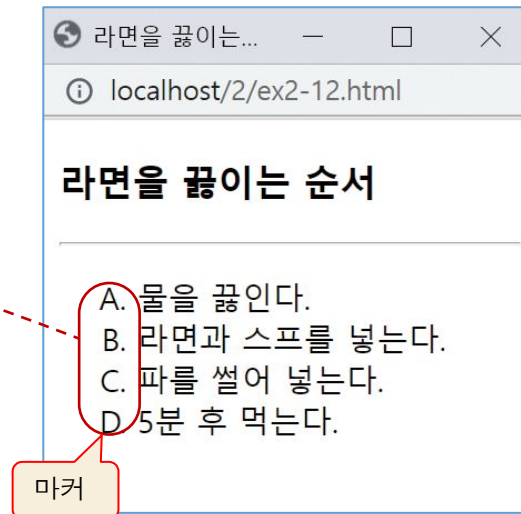 라면을 끓이는...
localhost/2/ex2-12.html
라면을 끓이는 순서
A. 물을 끓인다.
B. 라면과 스프를 넣는다.
C. 파를 썰어 넣는다.
D. 5분 후 먹는다.
마커